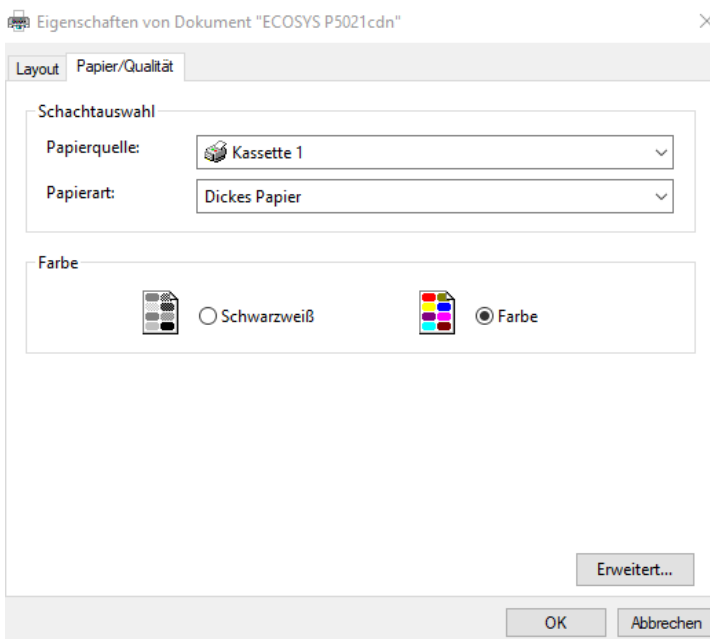 Eigenschaften von Dokument "ECOSYS P5021cdn"
Layout Papier/Qualität
Schachtauswahl
Papierquelle: Kassette 1
Papierart: Dickes Papier
Farbe
Schwarzweiß Farbe
Erweitert...
OK Abbrechen